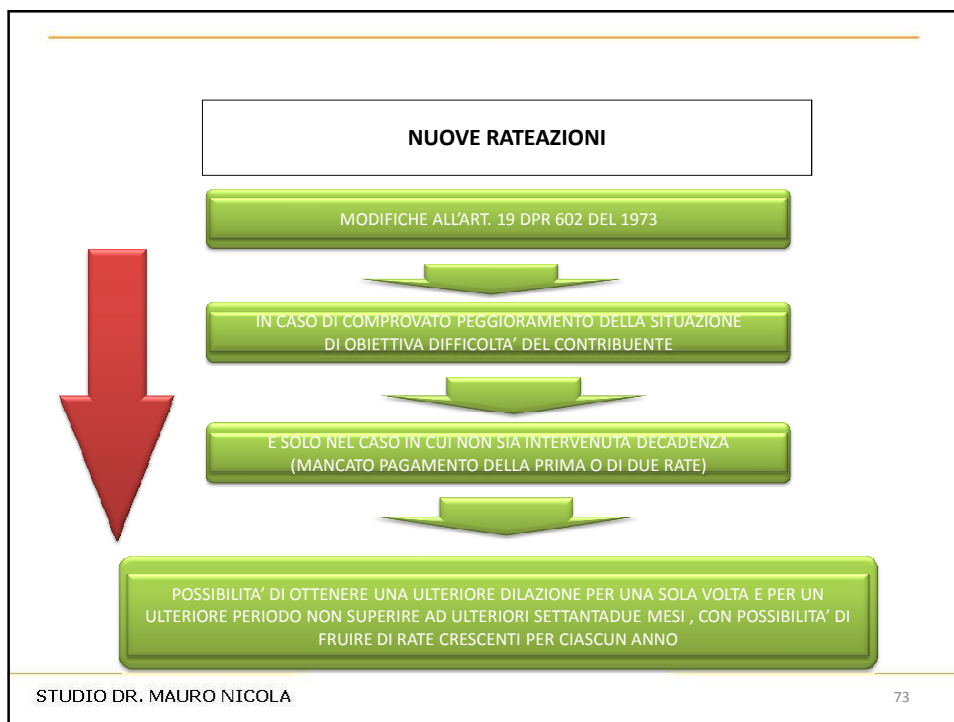 NUOVE RATEAZIONI
MODIFICHE ALL'ART. 19 DPR 602 DEL 1973
IN CASO DI COMPROVATO PEGGIORAMENTO DELLA SITUAZIONE
DI OBIETTIVA DIFFICOLTA' DEL CONTRIBUENTE
E SOLO NEL CASO IN CUI NON SIA INTERVENUTA DECADENZA
(MANCATO PAGAMENTO DELLA PRIMA O DI DUE RATE)
POSSIBILITA' DI OTTENERE UNA ULTERIORE DILAZIONE PER UNA SOLA VOLTA E PER UN
ULTERIORE PERIODO NON SUPERIRE AD ULTERIORI SETTANTADUE MESI , CON POSSIBILITA' DI
FRUIRE DI RATE CRESCENTI PER CIASCUN ANNO
STUDIO DR. MAURO NICOLA
73